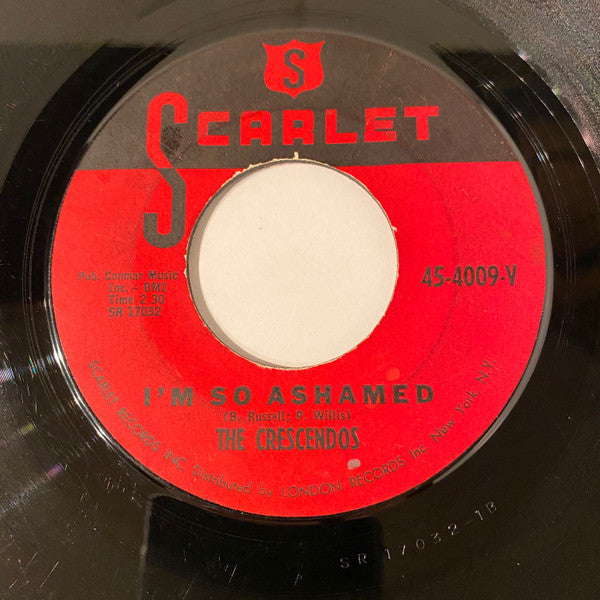 S
SCARLET
Pub. Conmar Music
Inc. - BMI
Time 2.30
SR 17032
45-4009-V
I'M SO ASHAMED
(B. Russell; P. Willis)
THE CRESCENDOS
SCARLET RECORDS INC. Distributed by LONDON RECORDS Inc. New York, N.Y.
SR 17032-1B